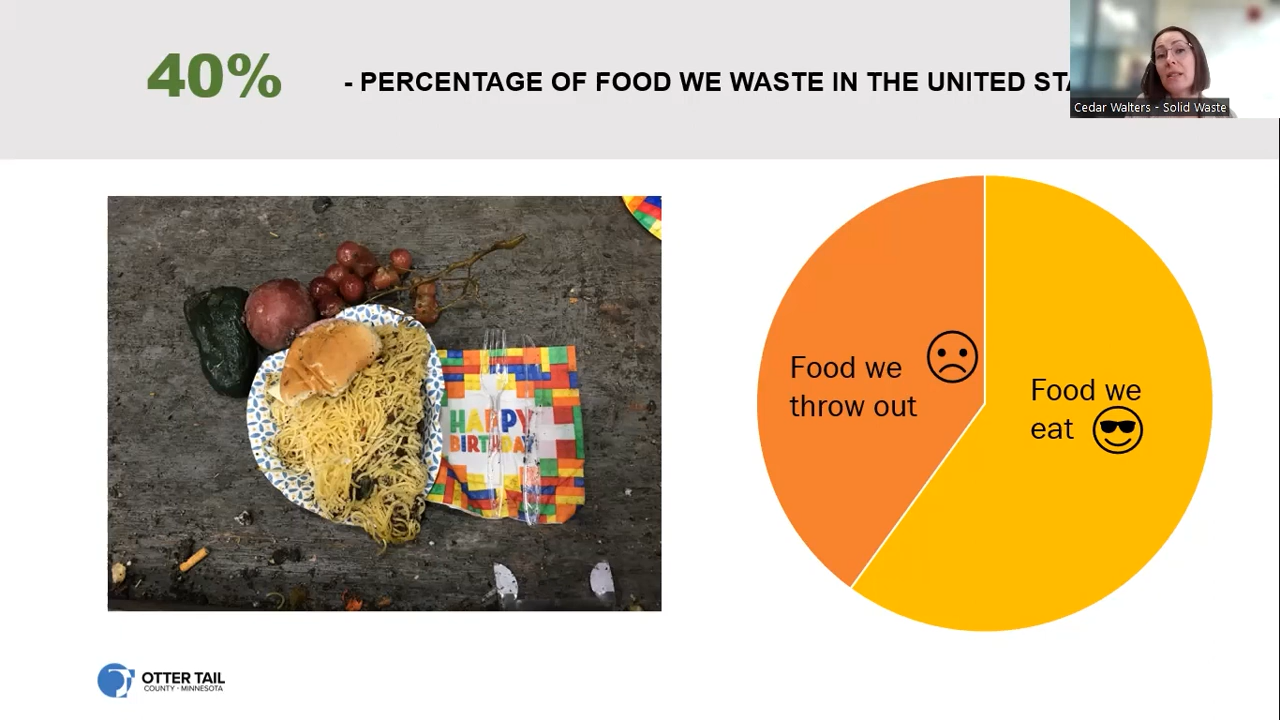 40%
- PERCENTAGE OF FOOD WE WASTE IN THE UNITED
Cedar Walters - Solid Waste
HAPPY
BIRTHDAY
Food we
throw out
Food we
eat
OTTER TAIL
COUNTY · MINNESOTA